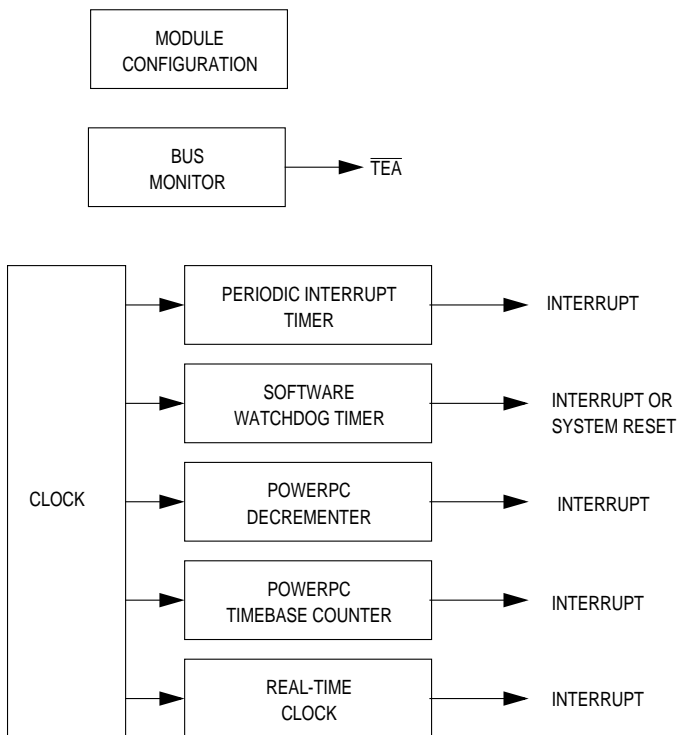 MODULE
CONFIGURATION
BUS
MONITOR
TEA
CLOCK
PERIODIC INTERRUPT
TIMER
INTERRUPT
SOFTWARE
WATCHDOG TIMER
INTERRUPT OR
SYSTEM RESET
POWERPC
DECREMENTER
INTERRUPT
POWERPC
TIMEBASE COUNTER
INTERRUPT
REAL-TIME
CLOCK
INTERRUPT